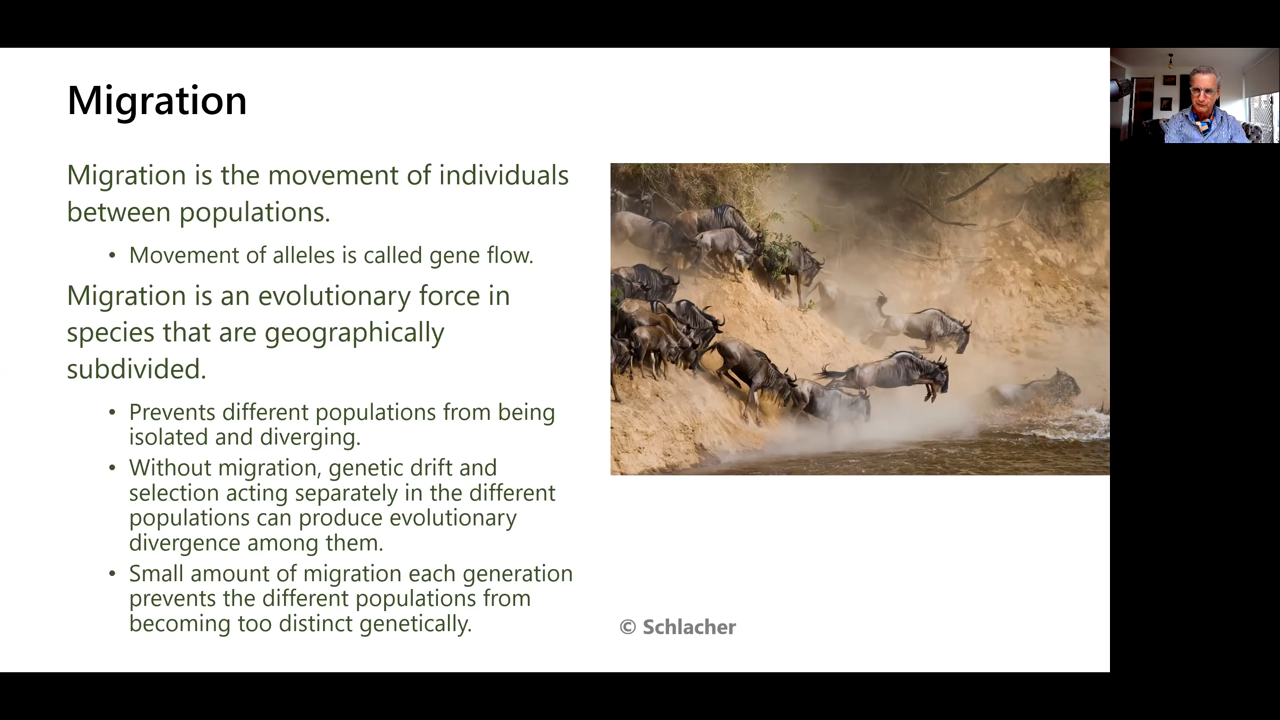 Migration
Migration is the movement of individuals
between populations.
• Movement of alleles is called gene flow.
Migration is an evolutionary force in
species that are geographically
subdivided.
• Prevents different populations from being
isolated and diverging.
• Without migration, genetic drift and
selection acting separately in the different
populations can produce evolutionary
divergence among them.
• Small amount of migration each generation
prevents the different populations from
becoming too distinct genetically.
© Schlacher